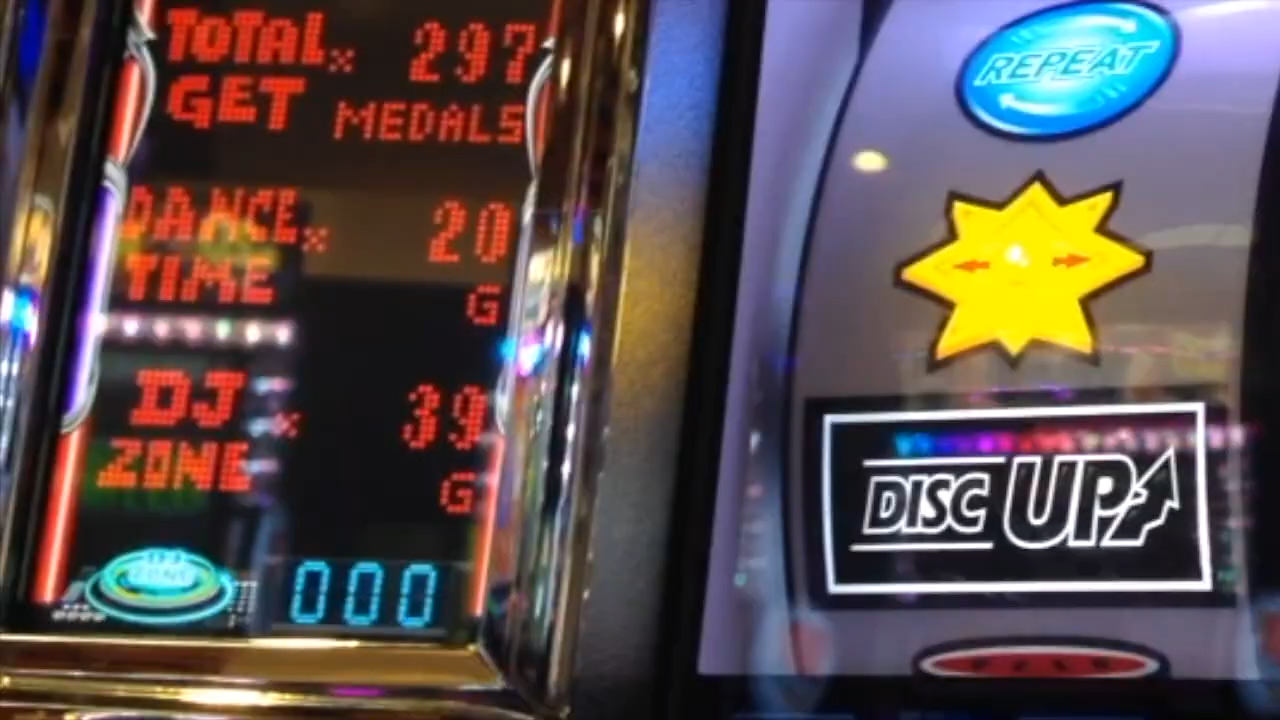 TOTAL × 297
GET MEDALS
DANCE × 20
TIME G
DJ × 39
ZONE G
000
REPEAT
DISC UP